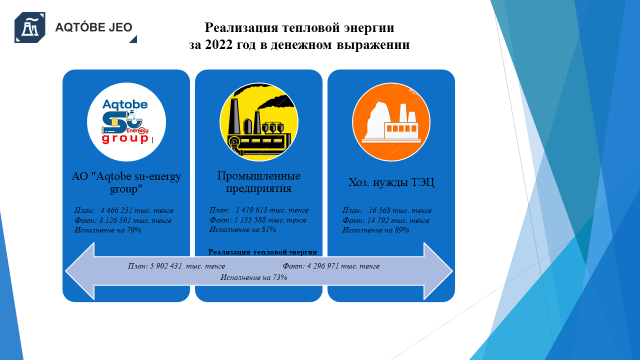 AQTÓBE JEO
Реализация тепловой энергии
за 2022 год в денежном выражении
Aqtobe
Su
Energy
group
АО "Aqtobe su-energy
group"
План: 4 466 251 тыс. тенге
Факт: 3 126 591 тыс. тенге
Исполнение на 70%
Промышленные
предприятия
План: 1 419 613 тыс. тенге
Факт: 1 155 588 тыс. тенге
Исполнение на 81%
Хоз. нужды ТЭЦ
План: 16 568 тыс. тенге
Факт: 14 792 тыс. тенге
Исполнение на 89%
Реализация тепловой энергии
План: 5 902 431 тыс. тенге Факт: 4 296 971 тыс. тенге
Исполнение на 73%